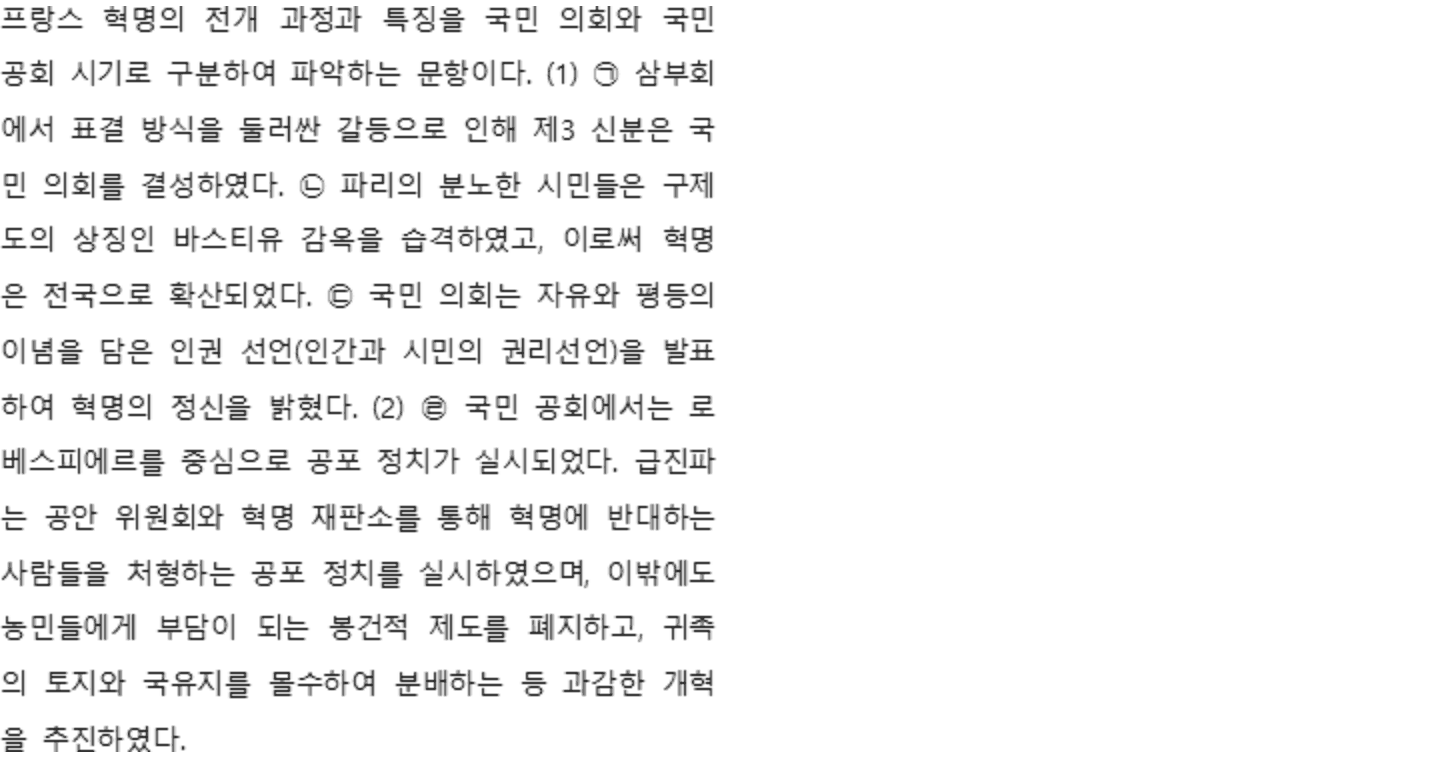 프랑스 혁명의 전개 과정과 특징을 국민 의회와 국민
공회 시기로 구분하여 파악하는 문항이다. (1) ㉠ 삼부회
에서 표결 방식을 둘러싼 갈등으로 인해 제3 신분은 국
민 의회를 결성하였다. ㉡ 파리의 분노한 시민들은 구제
도의 상징인 바스티유 감옥을 습격하였고, 이로써 혁명
은 전국으로 확산되었다. ㉢ 국민 의회는 자유와 평등의
이념을 담은 인권 선언(인간과 시민의 권리선언)을 발표
하여 혁명의 정신을 밝혔다. (2) ㉣ 국민 공회에서는 로
베스피에르를 중심으로 공포 정치가 실시되었다. 급진파
는 공안 위원회와 혁명 재판소를 통해 혁명에 반대하는
사람들을 처형하는 공포 정치를 실시하였으며, 이밖에도
농민들에게 부담이 되는 봉건적 제도를 폐지하고, 귀족
의 토지와 국유지를 몰수하여 분배하는 등 과감한 개혁
을 추진하였다.